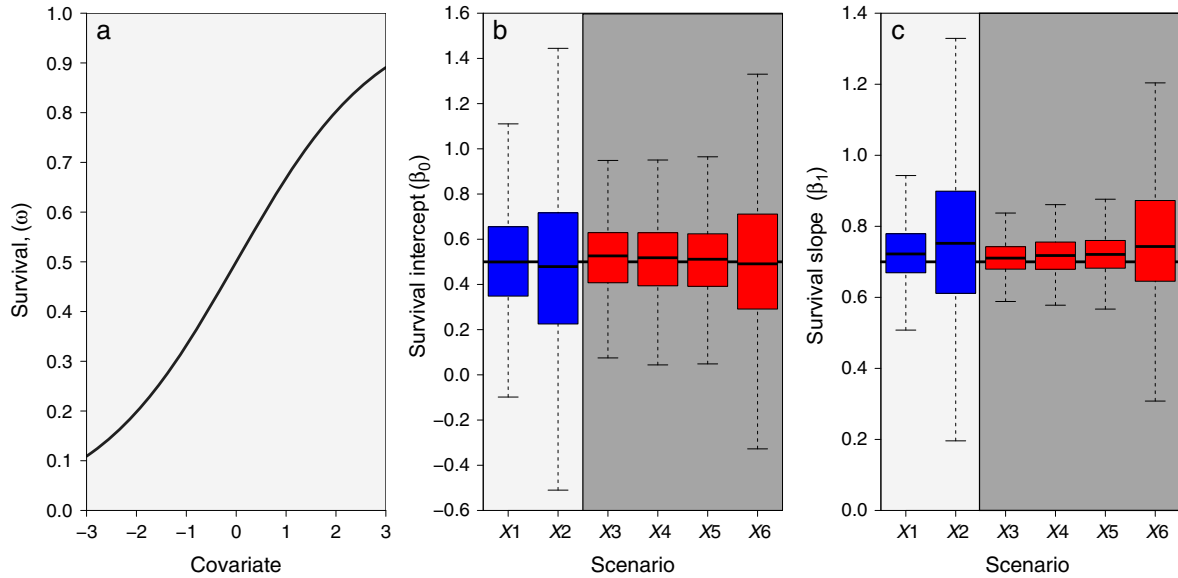 a
Survival, (ω)
1.0
0.9
0.8
0.7
0.6
0.5
0.4
0.3
0.2
0.1
0.0
−3 −2 −1 0 1 2 3
Covariate
b
Survival intercept (β0)
1.6
1.4
1.2
1.0
0.8
0.6
0.4
0.2
0.0
−0.2
−0.4
−0.6
X1 X2 X3 X4 X5 X6
Scenario
c
Survival slope (β1)
1.4
1.2
1.0
0.8
0.6
0.4
0.2
0.0
X1 X2 X3 X4 X5 X6
Scenario